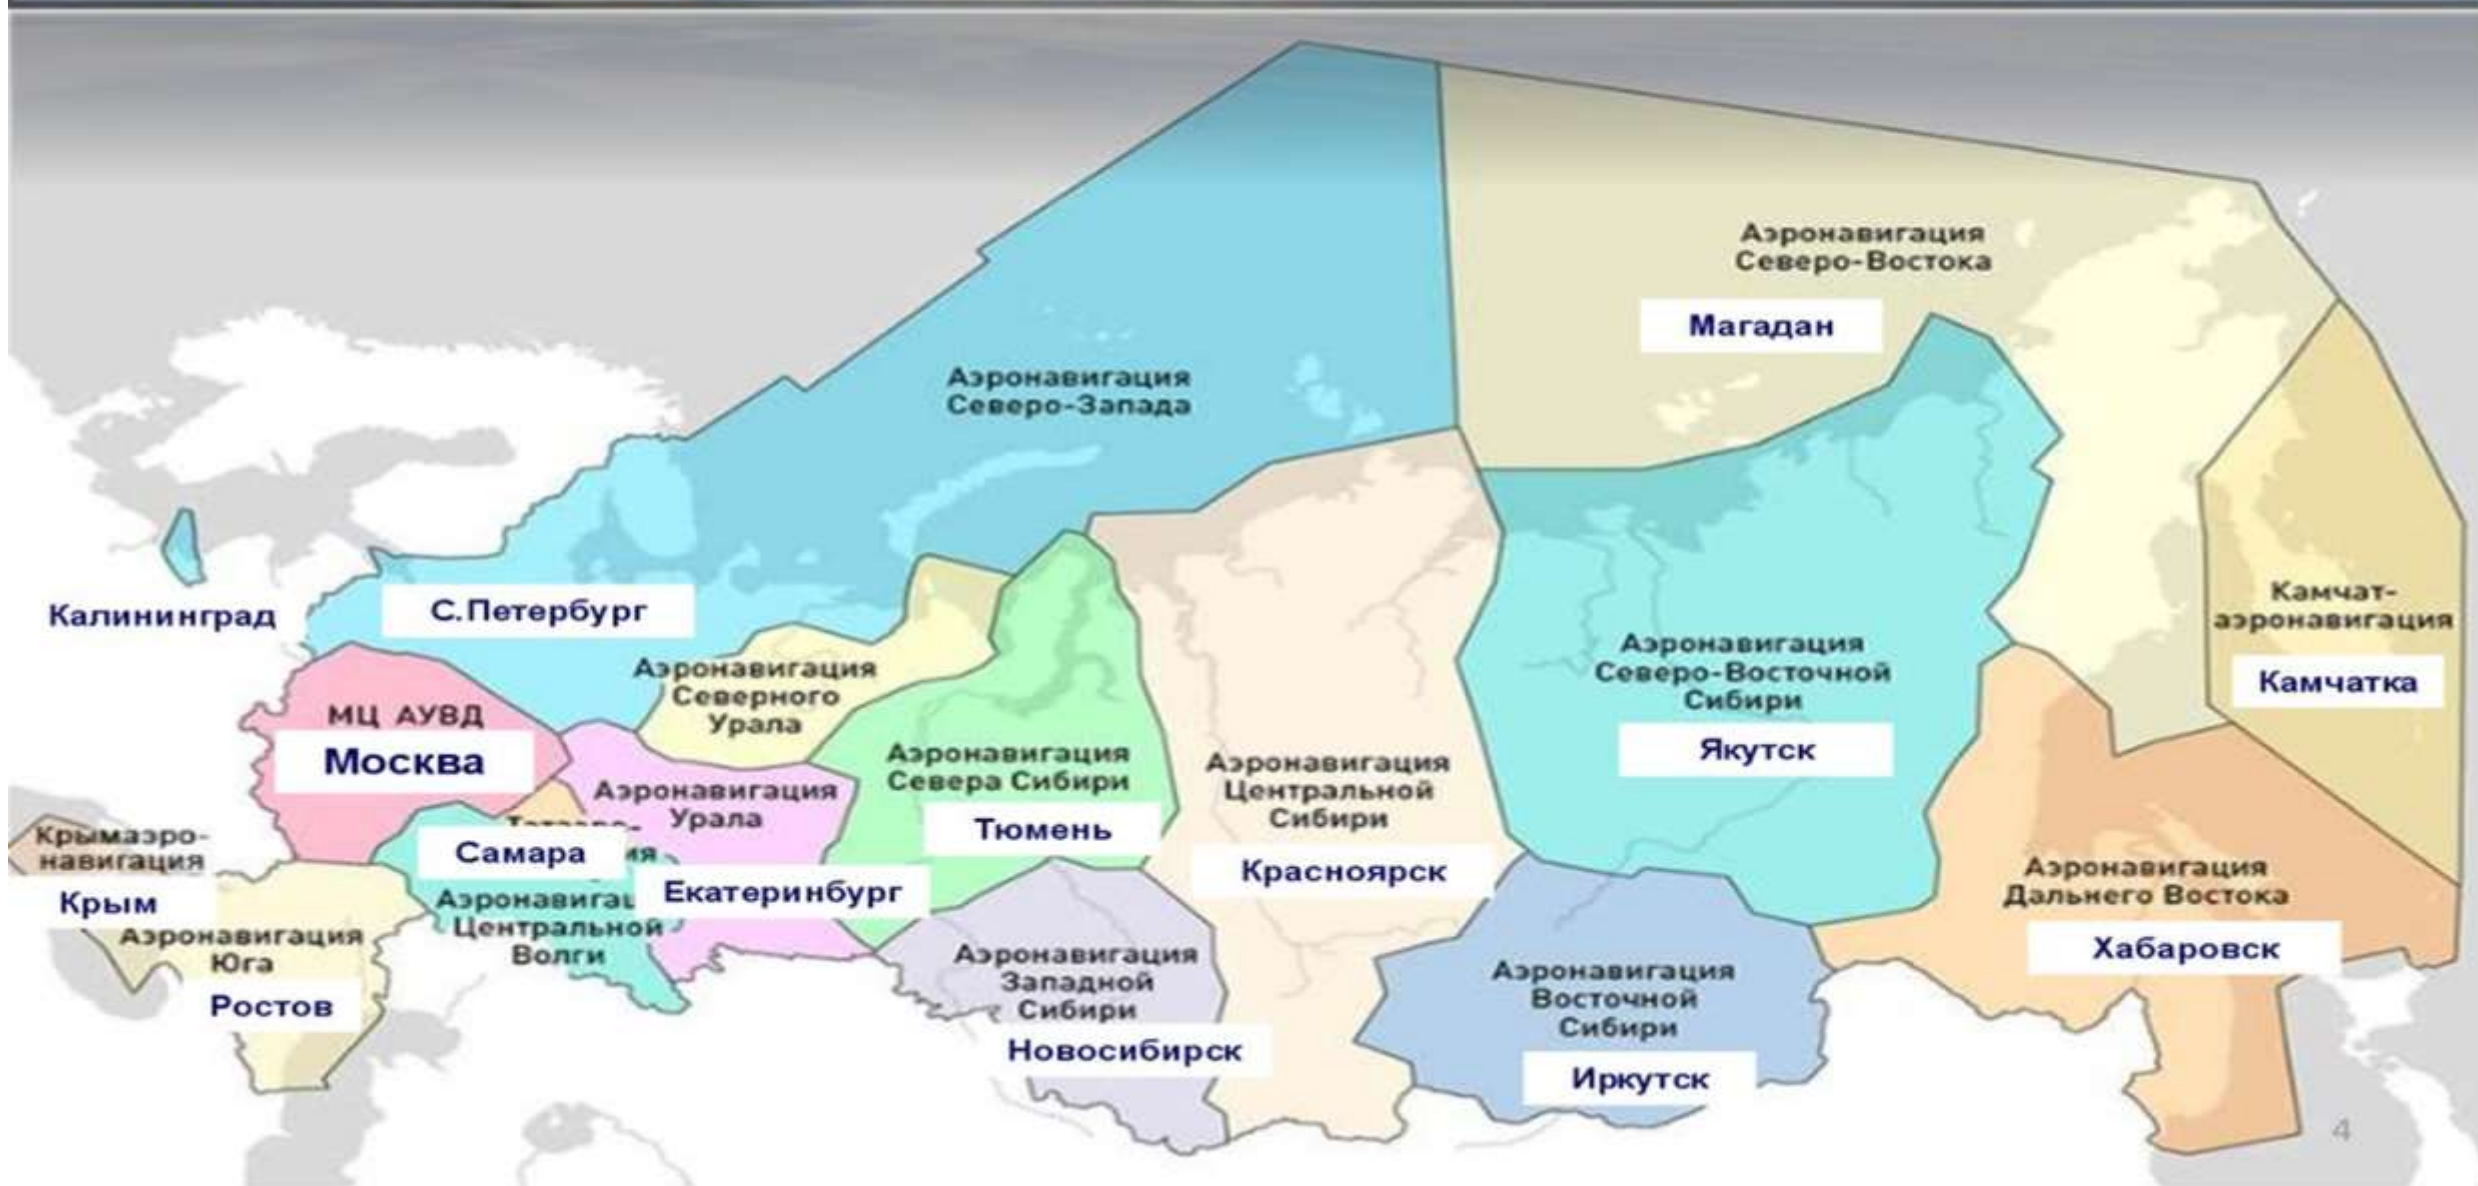 Аэронавигация
Северо-Востока
Магадан
Аэронавигация
Северо-Запада
Калининград
С.Петербург
Камчат-
аэронавигация
Камчатка
Аэронавигация
Северо-Восточной
Сибири
Якутск
Аэронавигация
Северного
Урала
МЦ АУВД
Москва
Аэронавигация
Севера Сибири
Тюмень
Аэронавигация
Центральной
Сибири
Красноярск
Аэронавигация
Урала
Екатеринбург
Крымаэро-
навигация
Крым
Самара
ия
Аэронавигац
Центральной
Волги
Аэронавигация
Юга
Ростов
Аэронавигация
Дальнего Востока
Хабаровск
Аэронавигация
Западной
Сибири
Новосибирск
Аэронавигация
Восточной
Сибири
Иркутск
4